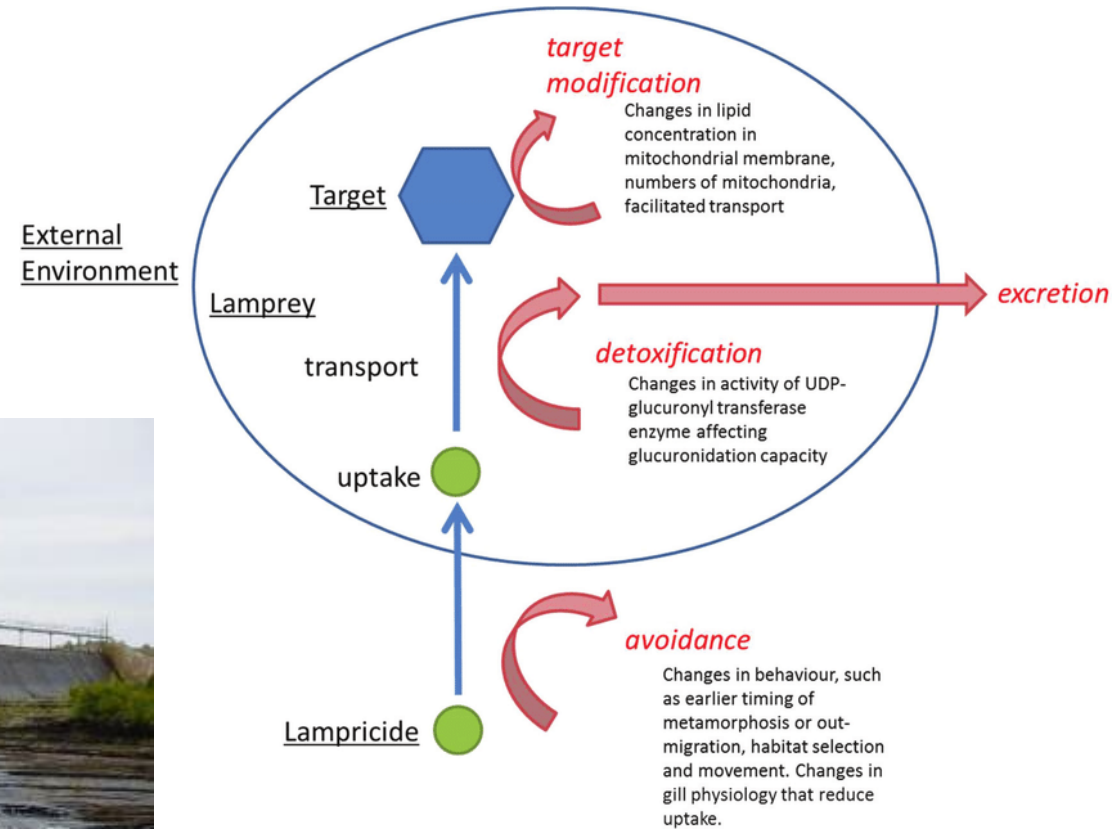 target
modification
Changes in lipid
concentration in
mitochondrial membrane,
numbers of mitochondria,
facilitated transport
Target
External
Environment
Lamprey
excretion
transport
detoxification
Changes in activity of UDP-
glucuronyl transferase
enzyme affecting
glucuronidation capacity
uptake
avoidance
Changes in behaviour, such
as earlier timing of
metamorphosis or out-
migration, habitat selection
and movement. Changes in
gill physiology that reduce
uptake.
Lampricide